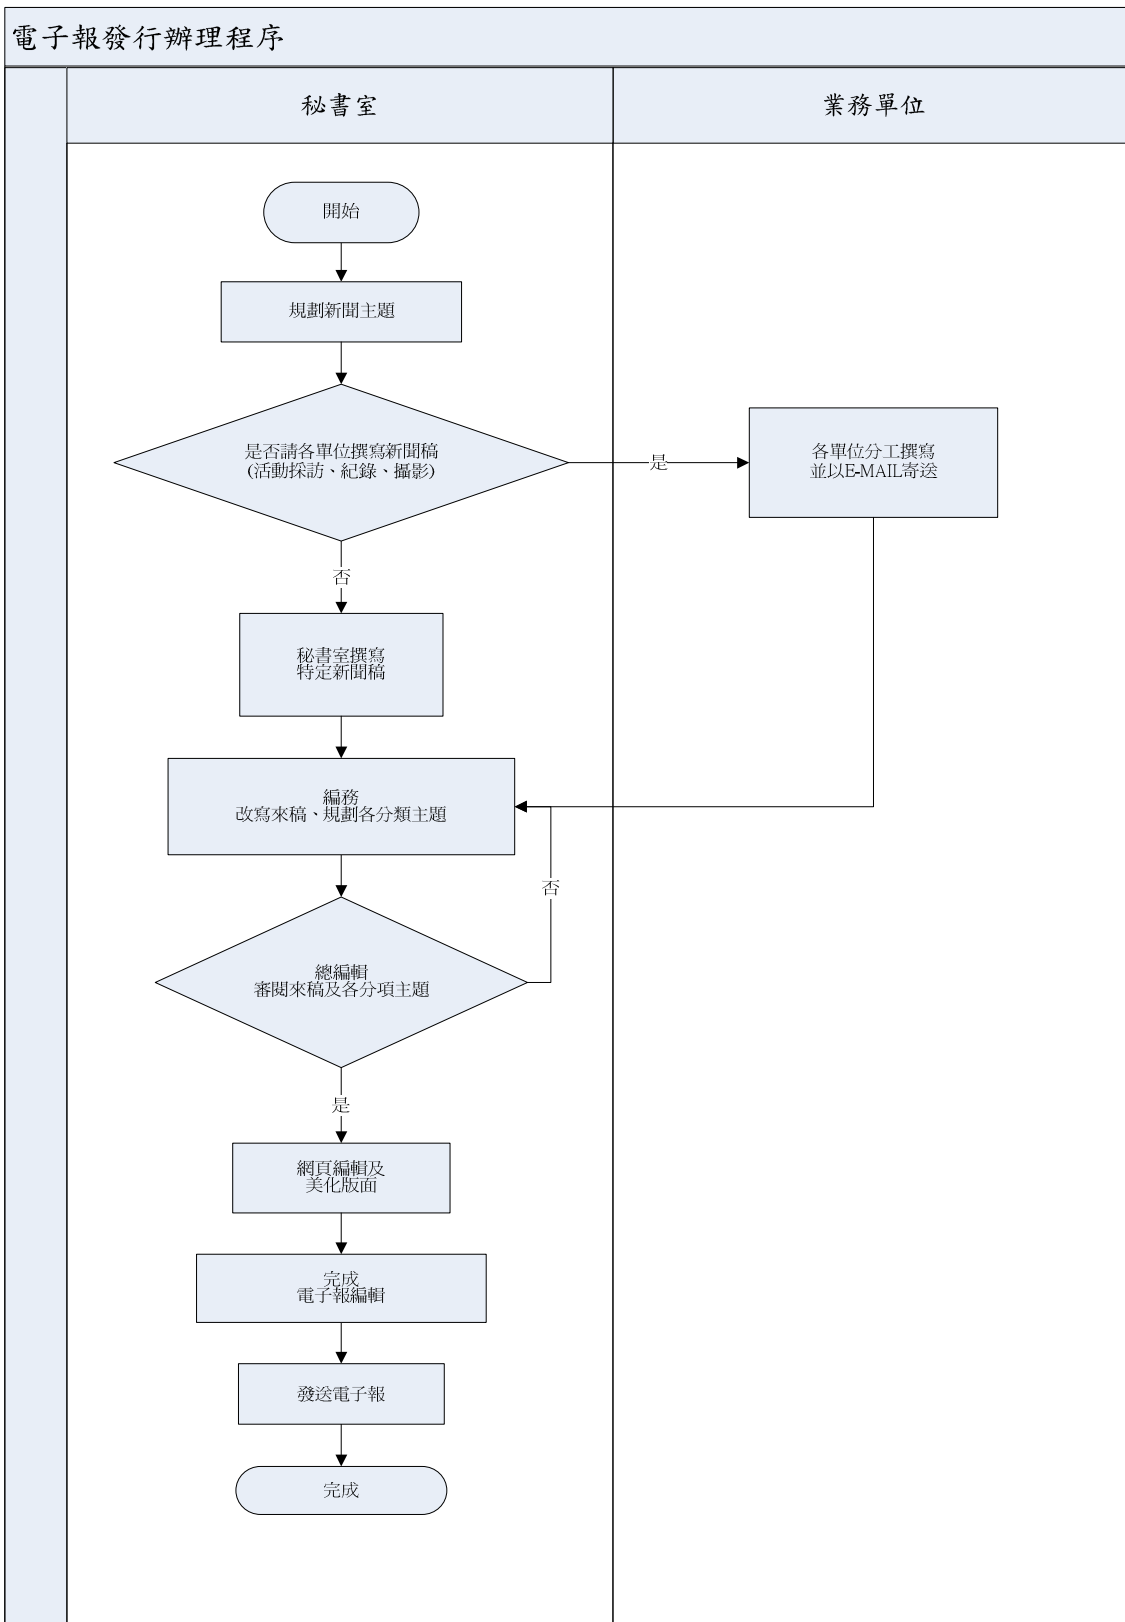 電子報發行辦理程序
秘書室
業務單位
開始
規劃新聞主題
是否請各單位撰寫新聞稿
(活動採訪、紀錄、攝影)
是
各單位分工撰寫
並以E-MAIL寄送
否
秘書室撰寫
特定新聞稿
編務
改寫來稿、規劃各分類主題
否
總編輯
審閱來稿及各分項主題
是
網頁編輯及
美化版面
完成
電子報編輯
發送電子報
完成